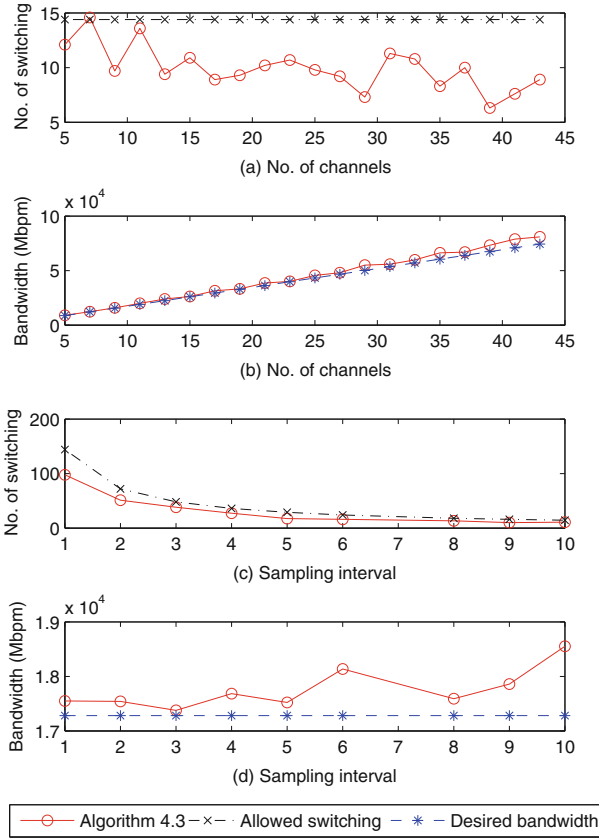 No. of switching
15
10
5
5 10 15 20 25 30 35 40 45
(a) No. of channels
x 10^4
Bandwidth (Mbpm)
10
5
0
5 10 15 20 25 30 35 40 45
(b) No. of channels
No. of switching
200
100
0
1 2 3 4 5 6 7 8 9 10
(c) Sampling interval
x 10^4
Bandwidth (Mbpm)
1.9
1.8
1.7
1 2 3 4 5 6 7 8 9 10
(d) Sampling interval
Algorithm 4.3 Allowed switching Desired bandwidth